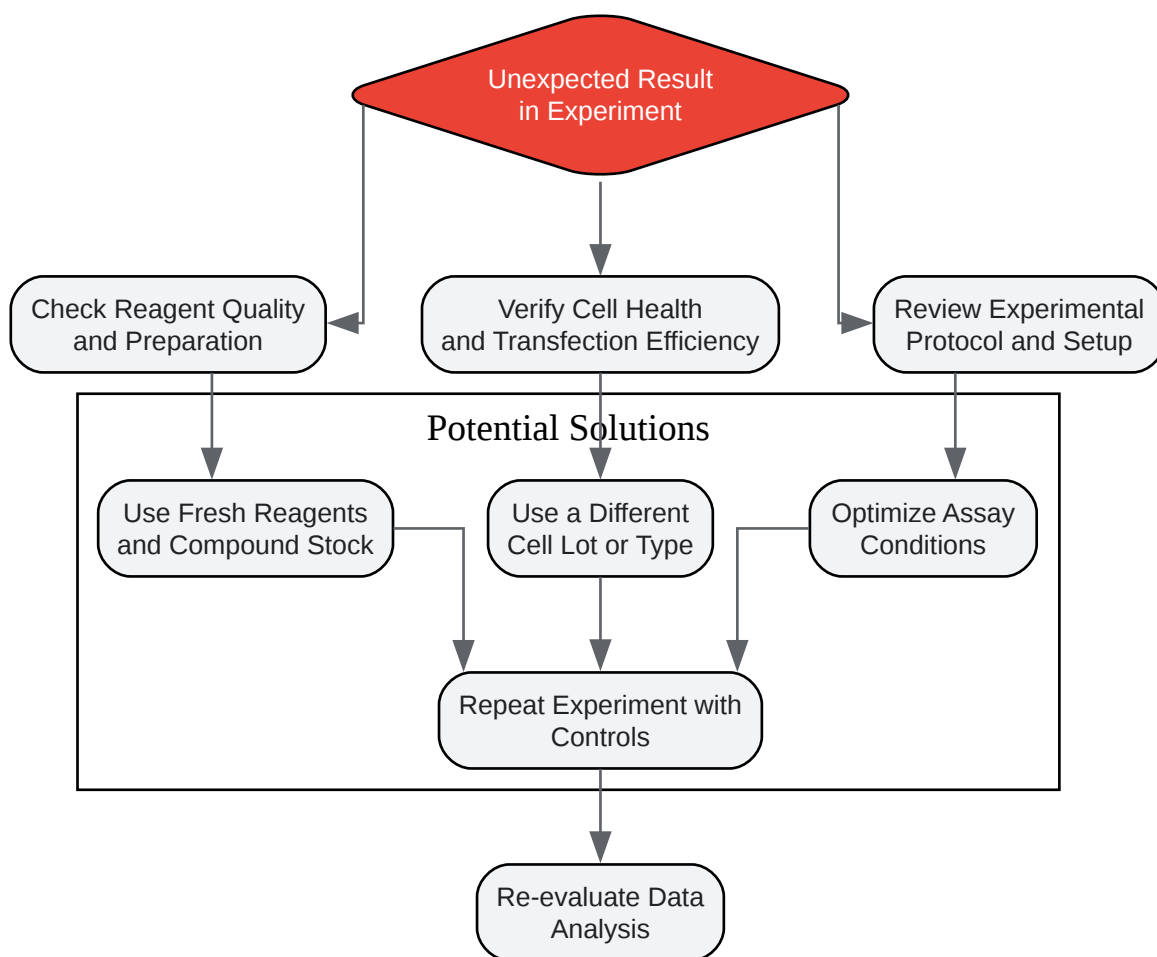 Unexpected Result
in Experiment
Check Reagent Quality
and Preparation
Verify Cell Health
and Transfection Efficiency
Review Experimental
Protocol and Setup
Potential Solutions
Use Fresh Reagents
and Compound Stock
Use a Different
Cell Lot or Type
Optimize Assay
Conditions
Repeat Experiment with
Controls
Re-evaluate Data
Analysis